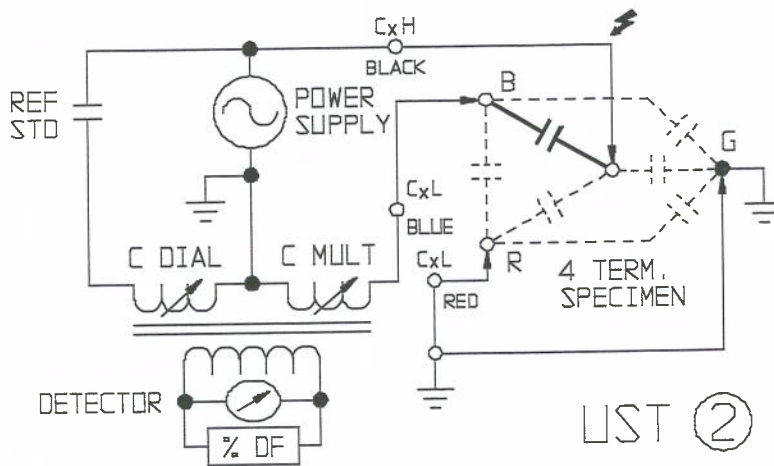 CxH
BLACK
REF
STD
POWER
SUPPLY
B
G
CxL
BLUE
C DIAL
C MULT
CxL
RED
R
4 TERM.
SPECIMEN
DETECTOR
% DF
UST 2